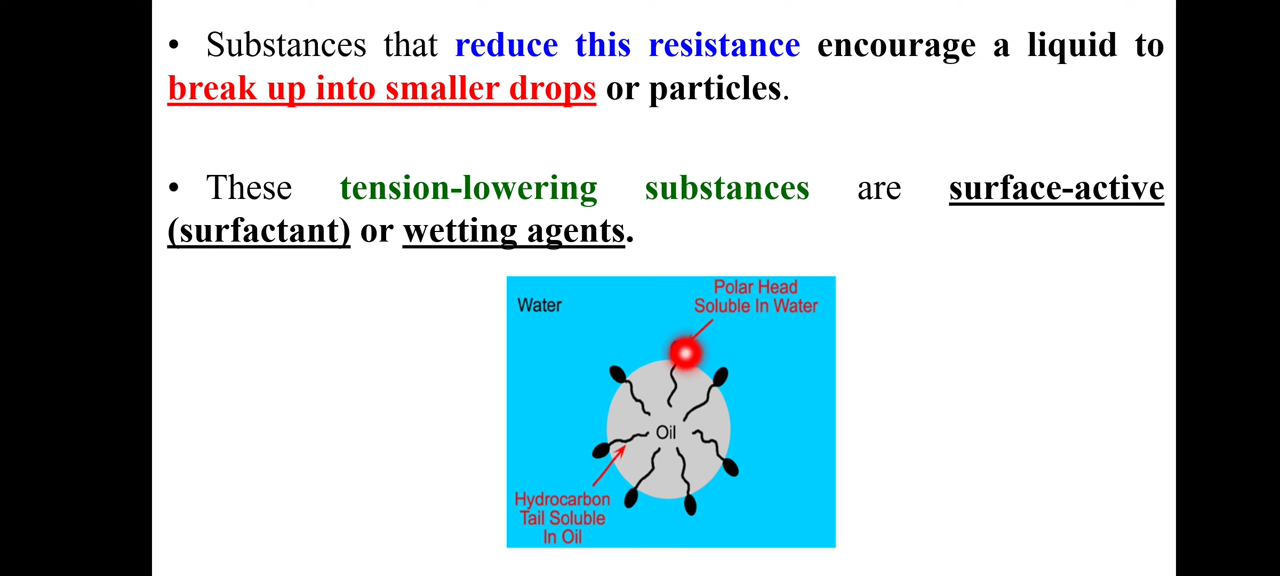 • Substances that reduce this resistance encourage a liquid to
break up into smaller drops or particles.
• These tension-lowering substances are surface-active
(surfactant) or wetting agents.
Polar Head
Soluble In Water
Water
Oil
Hydrocarbon
Tail Soluble
In Oil